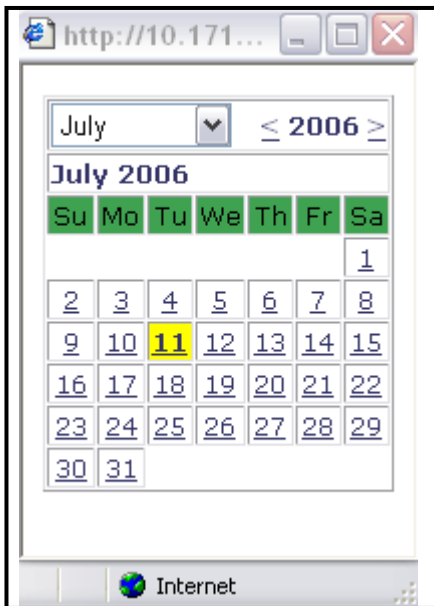 http://10.171...
July < 2006 >
July 2006
Su Mo Tu We Th Fr Sa
1
2 3 4 5 6 7 8
9 10 11 12 13 14 15
16 17 18 19 20 21 22
23 24 25 26 27 28 29
30 31
Internet